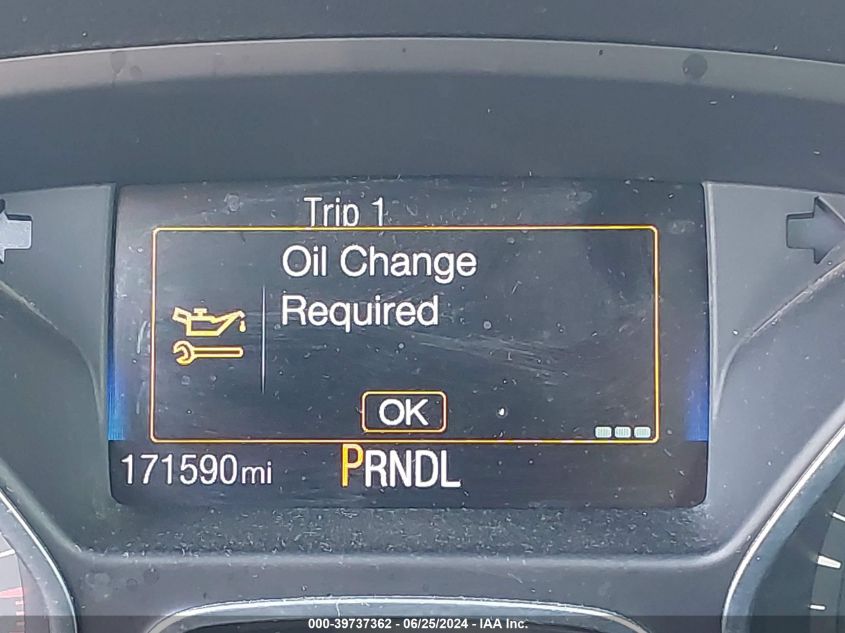 Trip 1
Oil Change
Required
OK
171590mi PRNDL
000-39737362 - 06/25/2024 - IAA Inc.